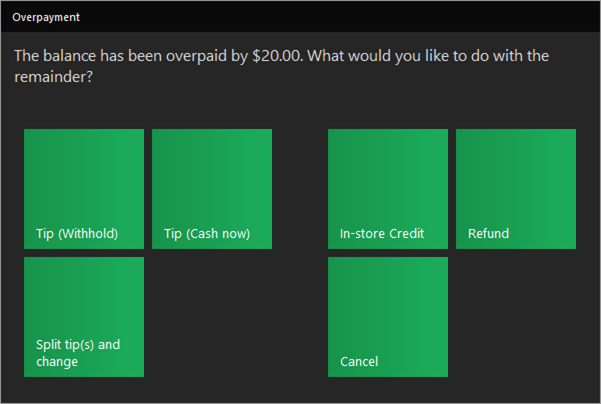 Overpayment
The balance has been overpaid by $20.00. What would you like to do with the
remainder?
Tip (Withhold)
Tip (Cash now)
In-store Credit
Refund
Split tip(s) and
change
Cancel